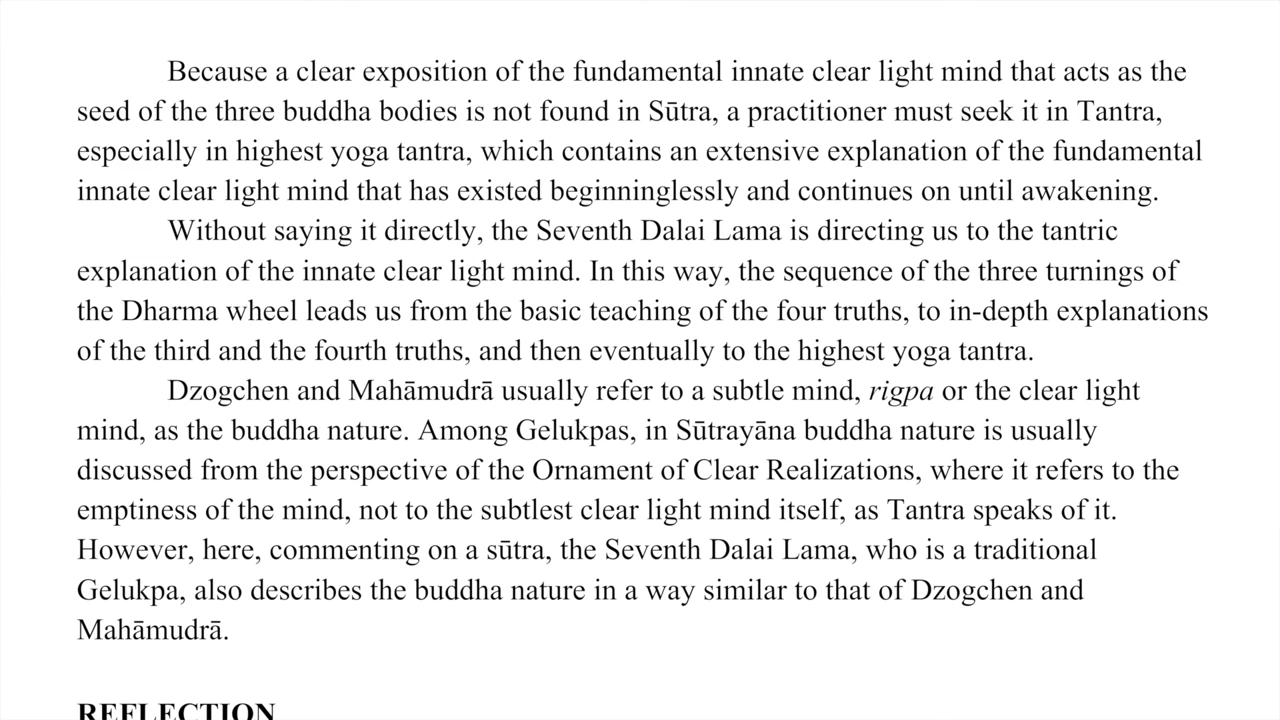 Because a clear exposition of the fundamental innate clear light mind that acts as the
seed of the three buddha bodies is not found in Sūtra, a practitioner must seek it in Tantra,
especially in highest yoga tantra, which contains an extensive explanation of the fundamental
innate clear light mind that has existed beginninglessly and continues on until awakening.
Without saying it directly, the Seventh Dalai Lama is directing us to the tantric
explanation of the innate clear light mind. In this way, the sequence of the three turnings of
the Dharma wheel leads us from the basic teaching of the four truths, to in-depth explanations
of the third and the fourth truths, and then eventually to the highest yoga tantra.
Dzogchen and Mahāmudrā usually refer to a subtle mind, rigpa or the clear light
mind, as the buddha nature. Among Gelukpas, in Sūtrayāna buddha nature is usually
discussed from the perspective of the Ornament of Clear Realizations, where it refers to the
emptiness of the mind, not to the subtlest clear light mind itself, as Tantra speaks of it.
However, here, commenting on a sūtra, the Seventh Dalai Lama, who is a traditional
Gelukpa, also describes the buddha nature in a way similar to that of Dzogchen and
Mahāmudrā.
REFLECTION